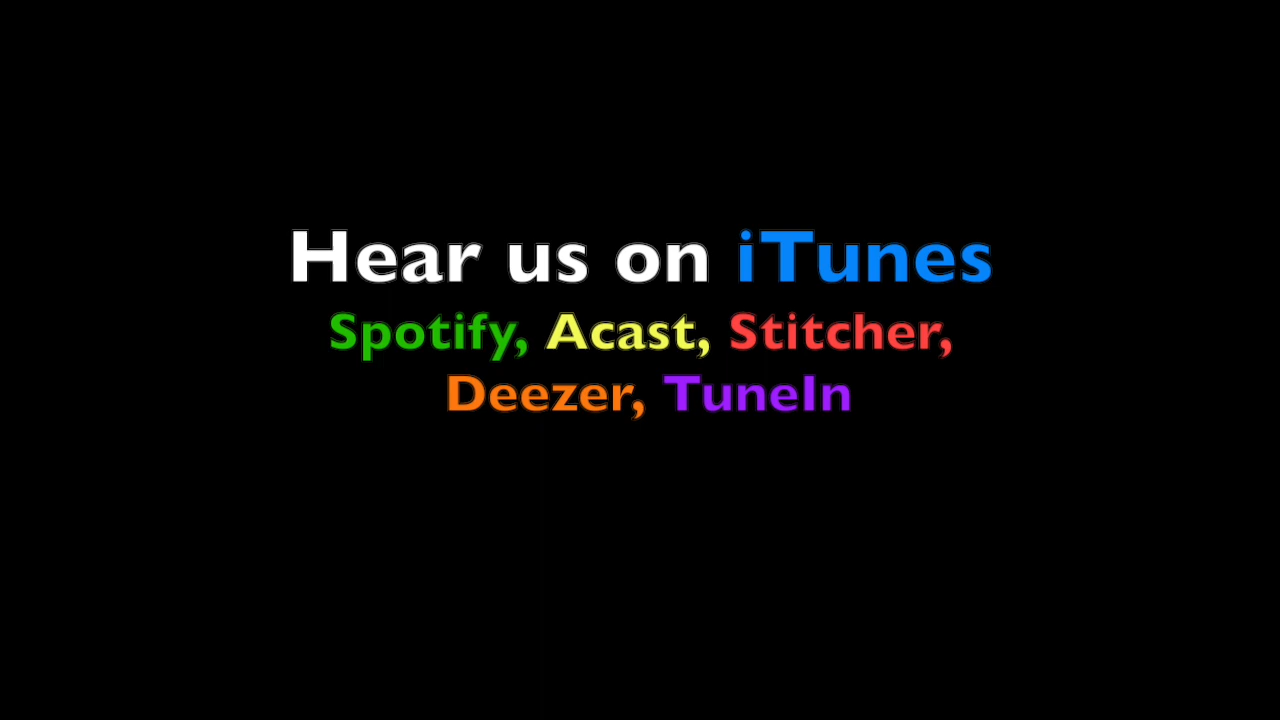 Hear us on iTunes
Spotify, Acast, Stitcher,
Deezer, TuneIn